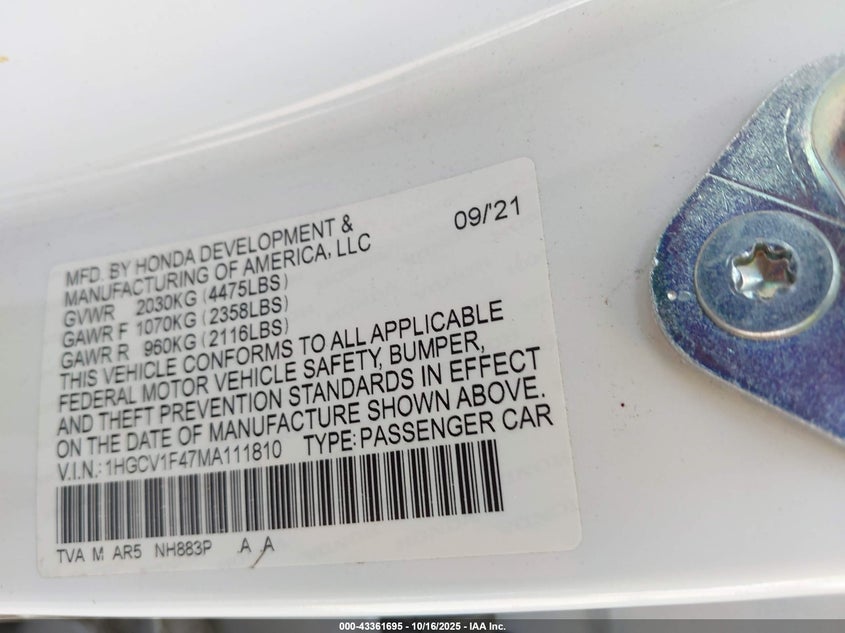 09/'21
MFD. BY HONDA DEVELOPMENT &
MANUFACTURING OF AMERICA, LLC
GVWR 2030KG (4475LBS)
GAWR F 1070KG (2358LBS)
GAWR R 960KG (2116LBS)
THIS VEHICLE CONFORMS TO ALL APPLICABLE
FEDERAL MOTOR VEHICLE SAFETY, BUMPER,
AND THEFT PREVENTION STANDARDS IN EFFECT
ON THE DATE OF MANUFACTURE SHOWN ABOVE.
V.I.N.: 1HGCV1F47MA111810 TYPE: PASSENGER CAR
TVA M AR5 NH883P A A
000-43361695 - 10/16/2025 - IAA Inc.